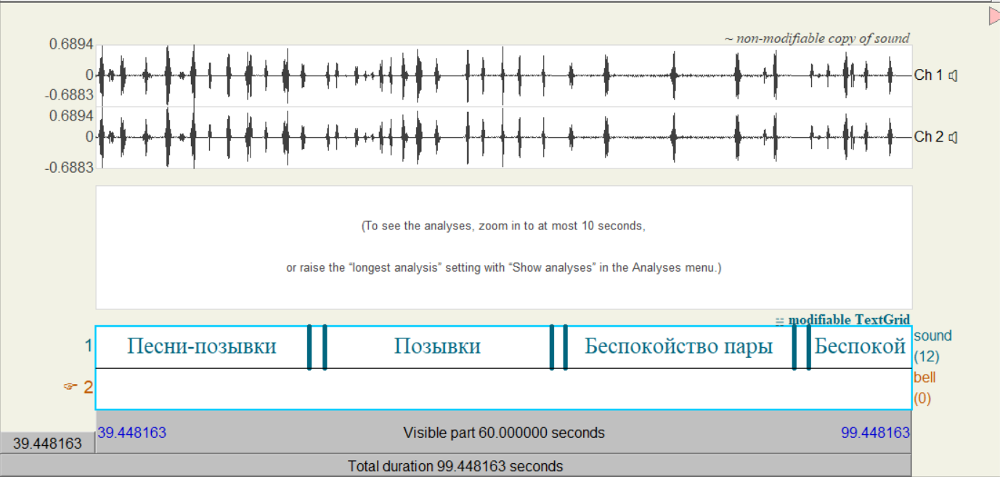 ~ non-modifiable copy of sound
0.6894
0
-0.6883
Ch 1
0.6894
0
-0.6883
Ch 2
(To see the analyses, zoom in to at most 10 seconds,
or raise the “longest analysis” setting with “Show analyses” in the Analyses menu.)
modifiable TextGrid
1 Песни-позывки Позывки Беспокойство пары Беспокой sound
(12)
☞ 2 bell
(0)
39.448163 Visible part 60.000000 seconds 99.448163
39.448163
Total duration 99.448163 seconds